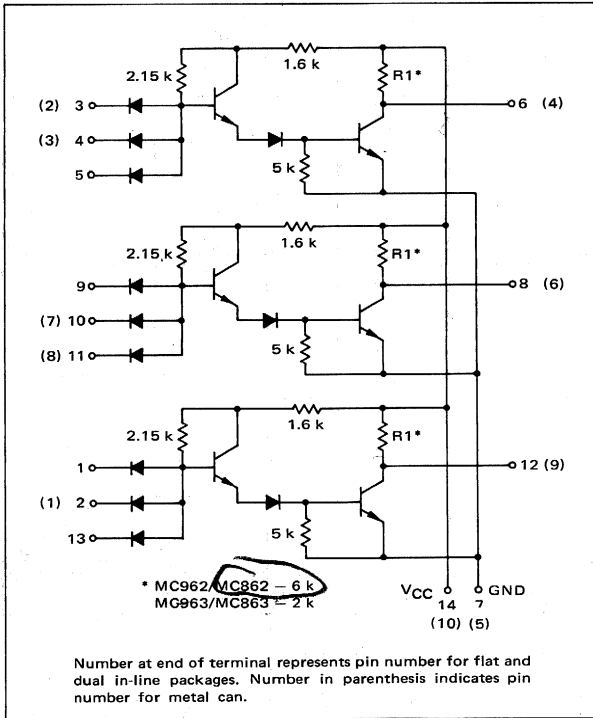 1.6 k
2.15 k
R1*
(2) 3
6 (4)
(3) 4
5 k
5
1.6 k
2.15 k
R1*
9
8 (6)
(7) 10
5 k
(8) 11
1.6 k
2.15 k
R1*
1
12 (9)
(1) 2
5 k
13
* MC962/MC862 – 6 k
MG963/MC863 – 2 k
VCC GND
14 7
(10) (5)
Number at end of terminal represents pin number for flat and
dual in-line packages. Number in parenthesis indicates pin
number for metal can.